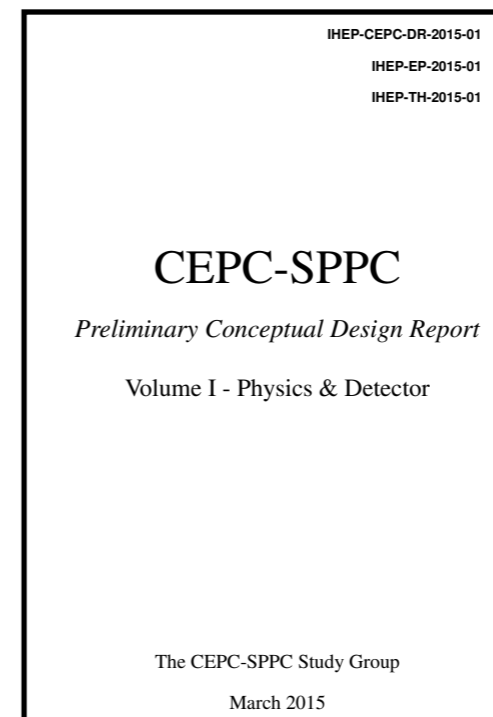 IHEP-CEPC-DR-2015-01
IHEP-EP-2015-01
IHEP-TH-2015-01
CEPC-SPPC
Preliminary Conceptual Design Report
Volume I - Physics & Detector
The CEPC-SPPC Study Group
March 2015